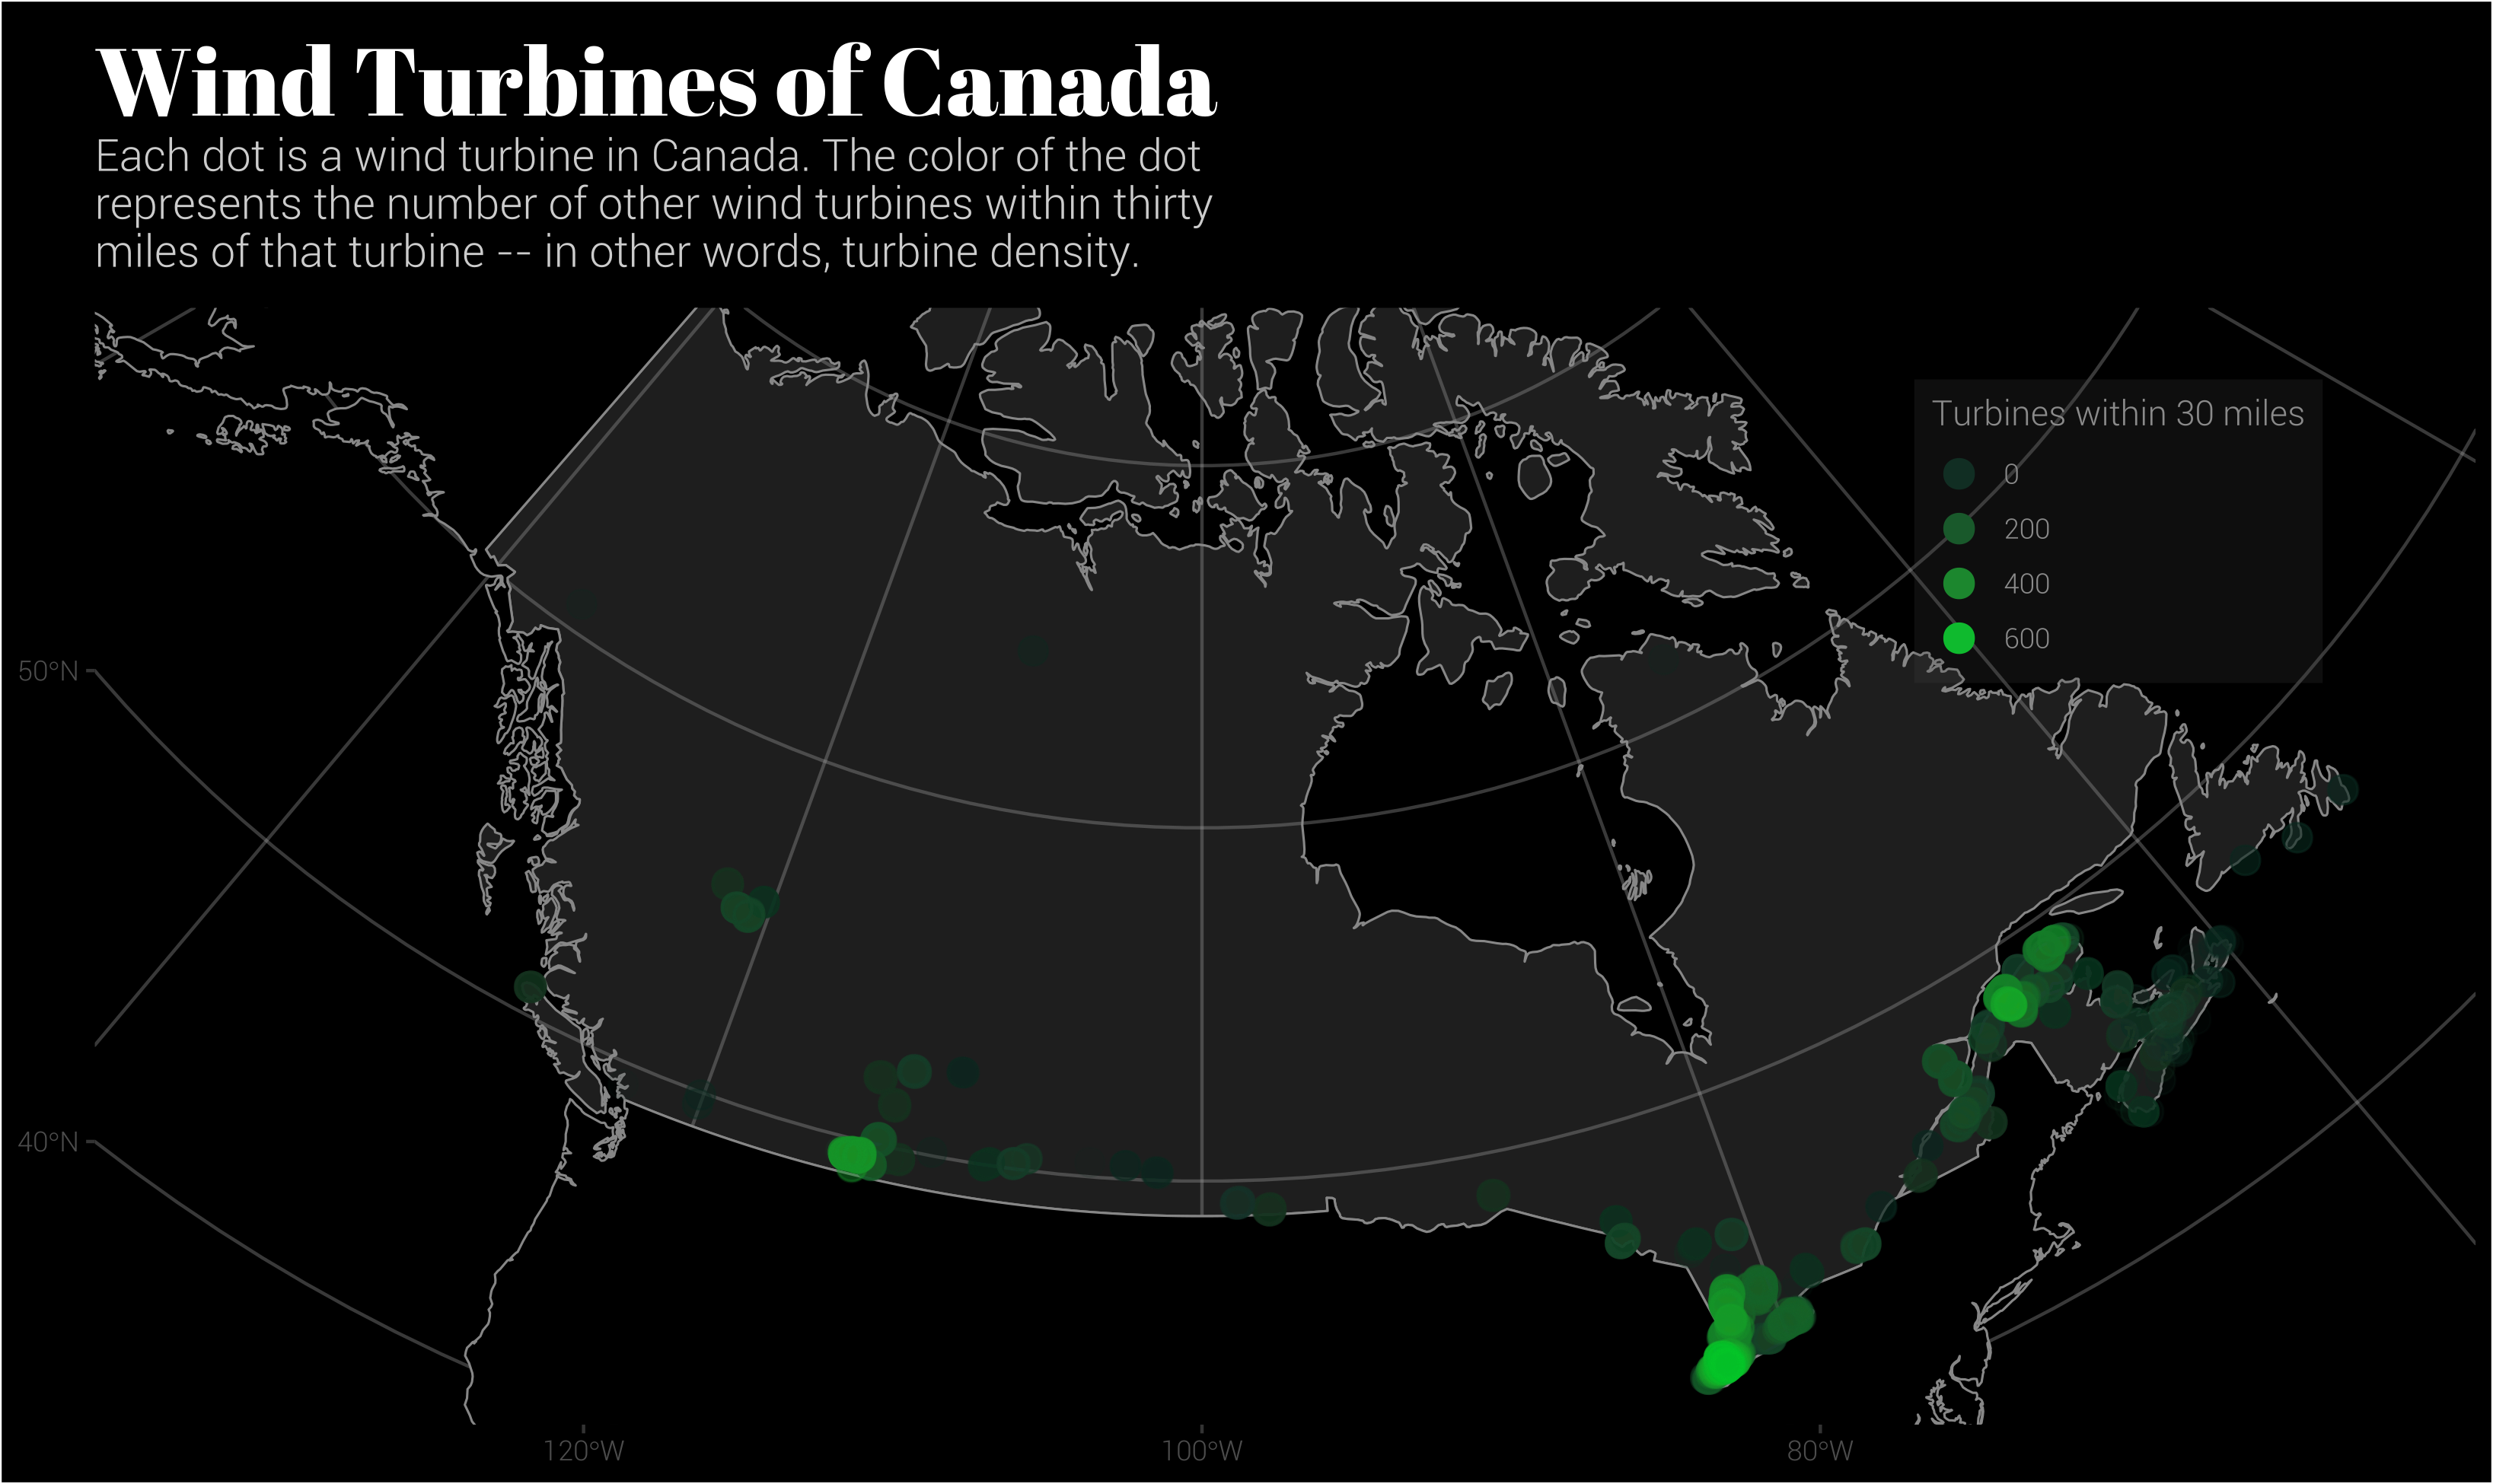 Wind Turbines of Canada
Each dot is a wind turbine in Canada. The color of the dot
represents the number of other wind turbines within thirty
miles of that turbine -- in other words, turbine density.
Turbines within 30 miles
0
200
400
600
50°N
40°N
120°W
100°W
80°W